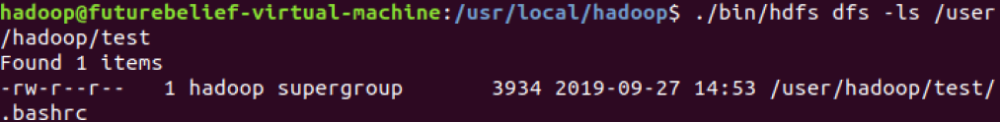 hadoop@futurebelief-virtual-machine:/usr/local/hadoop$ ./bin/hdfs dfs -ls /user
/hadoop/test
Found 1 items
-rw-r--r--   1 hadoop supergroup       3934 2019-09-27 14:53 /user/hadoop/test/
.bashrc